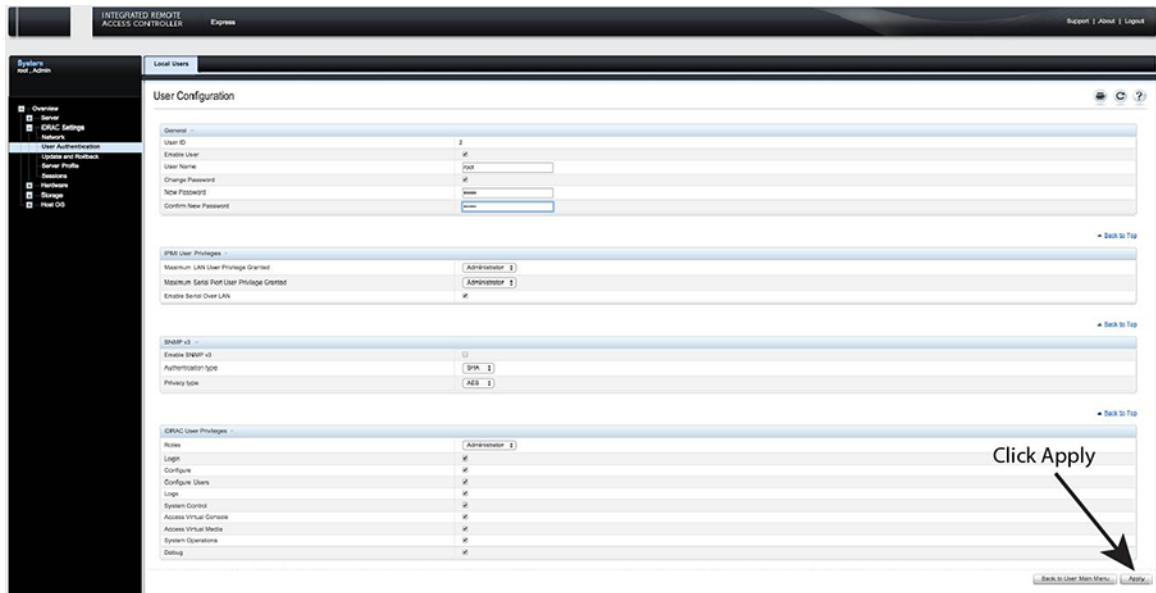 INTEGRATED REMOTE
ACCESS CONTROLLER
Express
Support | About | Logout
System
root , Admin
Overview
Server
iDRAC Settings
Network
User Authentication
Update and Rollback
Server Profile
Sessions
Hardware
Storage
Host OS
Local Users
User Configuration
General
User ID 2
Enable User
User Name root
Change Password
New Password
Confirm New Password
Back to Top
IPMI User Privileges
Maximum LAN User Privilege Granted Administrator
Maximum Serial Port User Privilege Granted Administrator
Enable Serial Over LAN
Back to Top
SNMP v3
Enable SNMP v3
Authentication type SHA
Privacy type AES
Back to Top
iDRAC User Privileges
Roles Administrator
Login
Configure
Configure Users
Logs
System Control
Access Virtual Console
Access Virtual Media
System Operations
Debug
Click Apply
Back to User Main Menu Apply